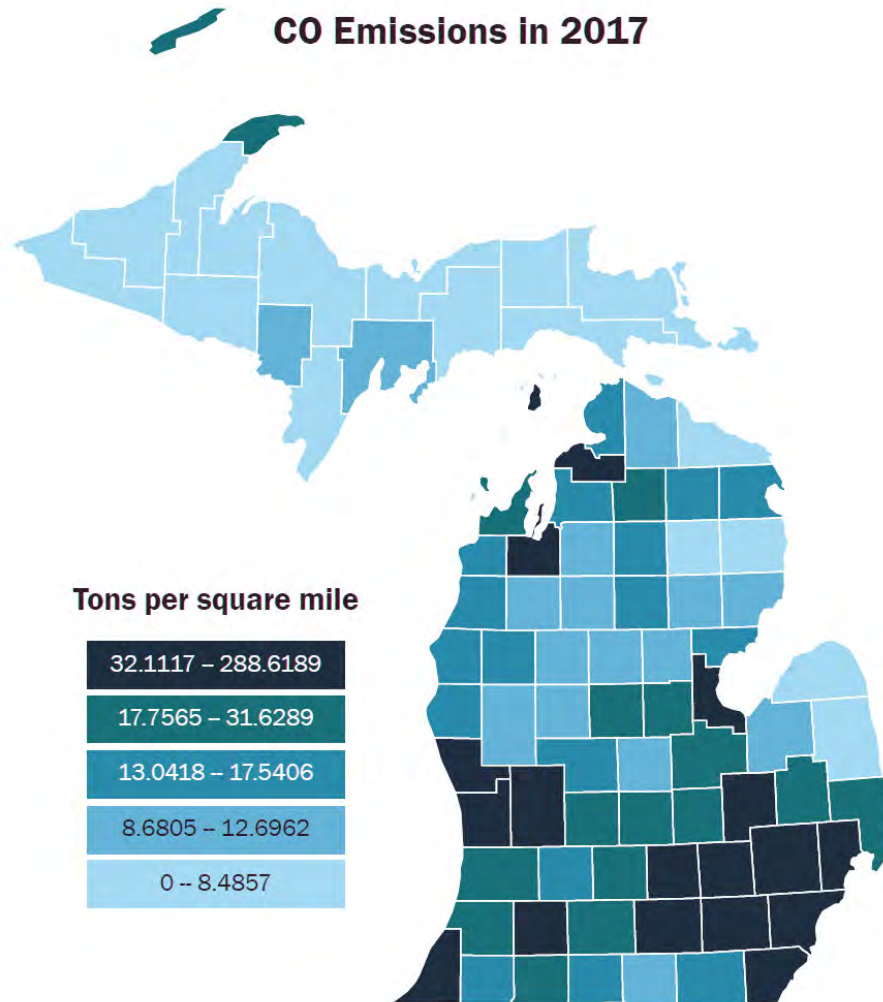 CO Emissions in 2017
Tons per square mile
32.1117 – 288.6189
17.7565 – 31.6289
13.0418 – 17.5406
8.6805 – 12.6962
0 -- 8.4857